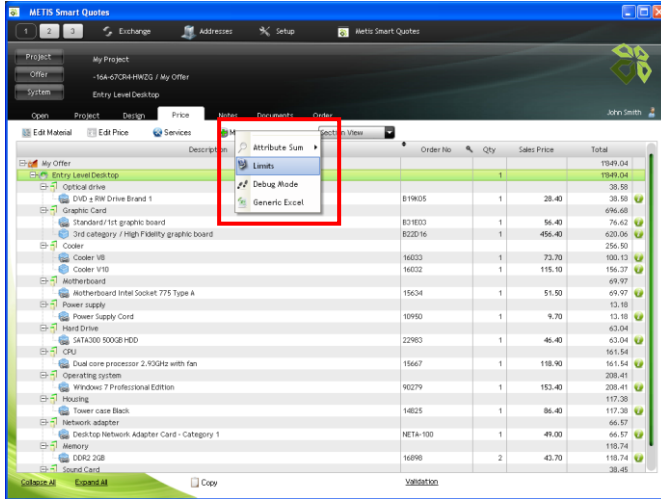 METIS Smart Quotes
1 2 3 Exchange Addresses Setup Metis Smart Quotes
Project My Project
Offer -16A-67CR4-HWZG / My Offer
System Entry Level Desktop
Open Project Design Price Notes Documents Order John Smith
Edit Material Edit Price Services M Section View
Description Order No Qty Sales Price Total
Attribute Sum
Limits
Debug Mode
Generic Excel
My Offer 1'849.04
Entry Level Desktop 1 1'849.04
Optical drive 38.58
DVD ± RW Drive Brand 1 B19K05 1 28.40 38.58
Graphic Card 696.68
Standard/1st graphic board B31E03 1 56.40 76.62
3rd category / High Fidelity graphic board B22D16 1 456.40 620.06
Cooler 256.50
Cooler V8 16033 1 73.70 100.13
Cooler V10 16032 1 115.10 156.37
Motherboard 69.97
Motherboard Intel Socket 775 Type A 15634 1 51.50 69.97
Power supply 13.18
Power Supply Cord 10950 1 9.70 13.18
Hard Drive 63.04
SATA300 500GB HDD 22983 1 46.40 63.04
CPU 161.54
Dual core processor 2.93GHz with fan 15667 1 118.90 161.54
Operating system 208.41
Windows 7 Professional Edition 90279 1 153.40 208.41
Housing 117.38
Tower case Black 14825 1 86.40 117.38
Network adapter 66.57
Desktop Network Adapter Card - Category 1 NETA-100 1 49.00 66.57
Memory 118.74
DDR2 2GB 16898 2 43.70 118.74
Sound Card 38.45
Collapse All Expand All Copy Validation